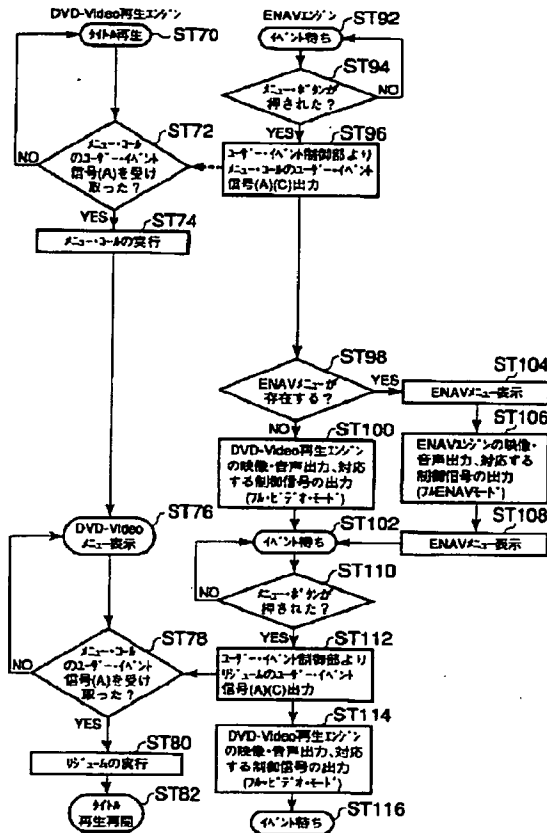 DVD-Video再生エンジン
タイトル再生
ST70
メニュー・コール
のユーザー・イベント
信号(A)を受け
取った?
ST72
NO
YES
ST74
メニュー・コールの実行
DVD-Video
メニュー表示
ST76
メニュー・コール
のユーザー・イベント
信号(A)を受け
取った?
ST78
NO
YES
ST80
リジュームの実行
タイトル
再生再開
ST82
ENAVエンジン
イベント待ち
ST92
メニュー・ボタンが
押された?
ST94
NO
YES
ST96
ユーザー・イベント制御部より
メニュー・コールのユーザー・イベント
信号(A)(C)出力
ENAVメニューが
存在する?
ST98
YES
NO
ST100
DVD-Video再生エンジン
の映像・音声出力、対応
する制御信号の出力
(フル・ビデオ・モード)
ST104
ENAVメニュー表示
ST106
ENAVエンジンの映像・
音声出力、対応する
制御信号の出力
(フルENAVモード)
ST108
ENAVメニュー表示
ST102
イベント待ち
ST110
メニュー・ボタンが
押された?
NO
YES
ST112
ユーザー・イベント制御部より
リジュームのユーザー・イベント
信号(A)(C)出力
ST114
DVD-Video再生エンジン
の映像・音声出力、対応
する制御信号の出力
(フル・ビデオ・モード)
イベント待ち
ST116